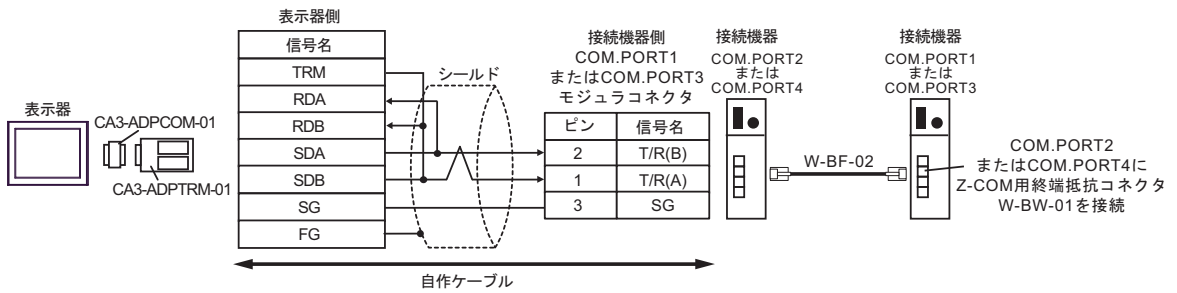 表示器
CA3-ADPCOM-01
CA3-ADPTRM-01
表示器側
信号名
TRM
RDA
RDB
SDA
SDB
SG
FG
シールド
自作ケーブル
接続機器側
COM.PORT1
またはCOM.PORT3
モジュラコネクタ
ピン 信号名
2 T/R(B)
1 T/R(A)
3 SG
接続機器
COM.PORT2
または
COM.PORT4
W-BF-02
接続機器
COM.PORT1
または
COM.PORT3
COM.PORT2
またはCOM.PORT4に
Z-COM用終端抵抗コネクタ
W-BW-01を接続